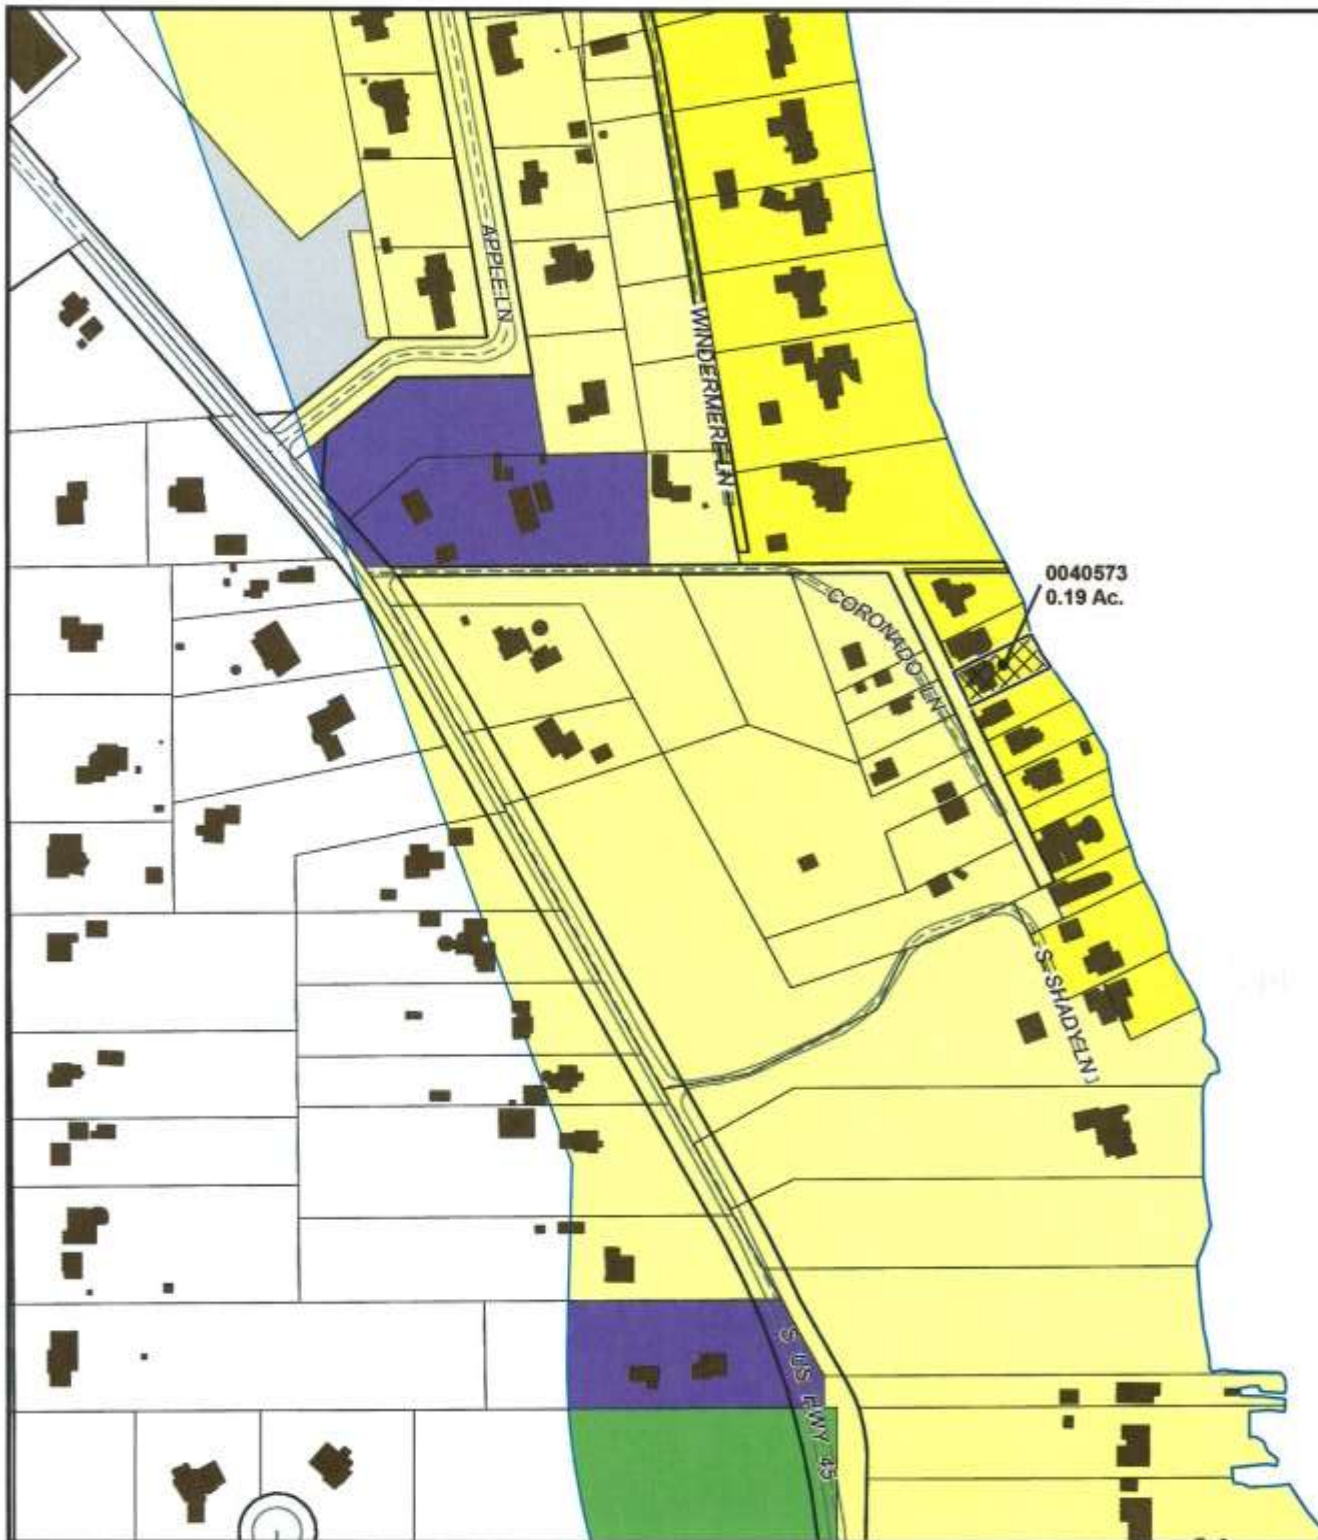 APPLE LN
WINDERMERE LN
0040573
0.19 Ac.
CORONADO LN
S SHADY LN
S US HWY 45